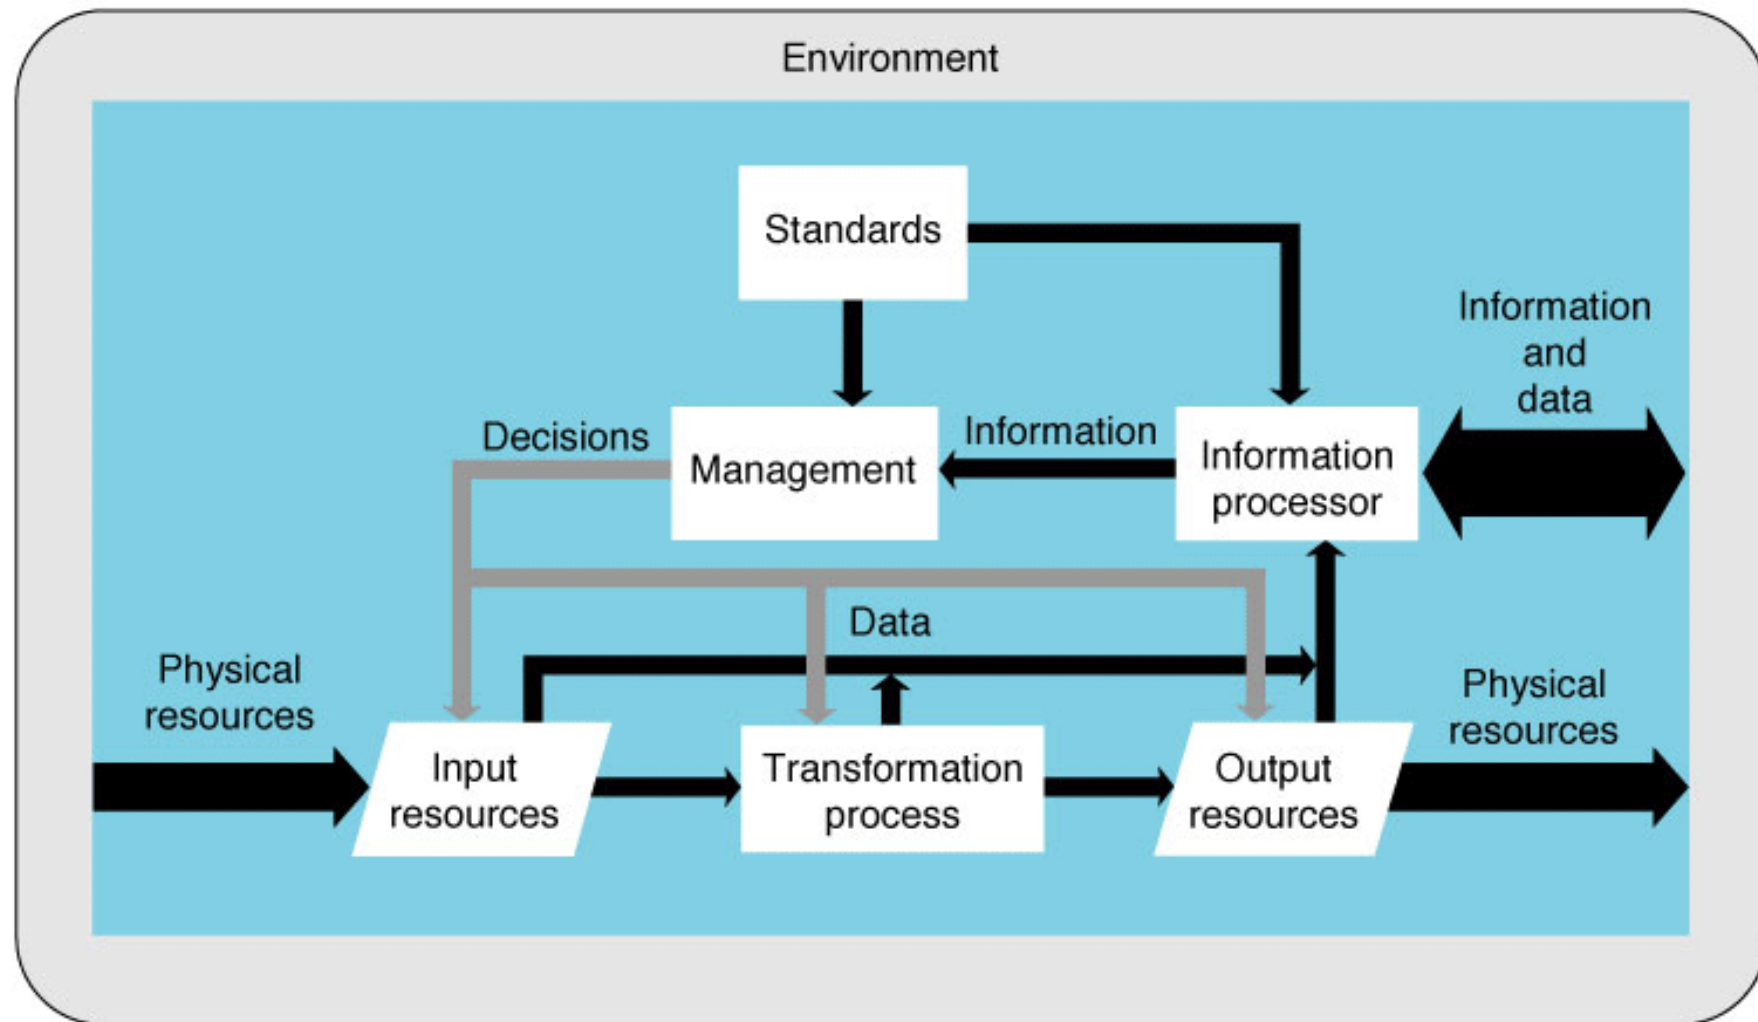 Environment
Standards
Information
and
data
Decisions
Management
Information
Information
processor
Data
Physical
resources
Physical
resources
Input
resources
Transformation
process
Output
resources